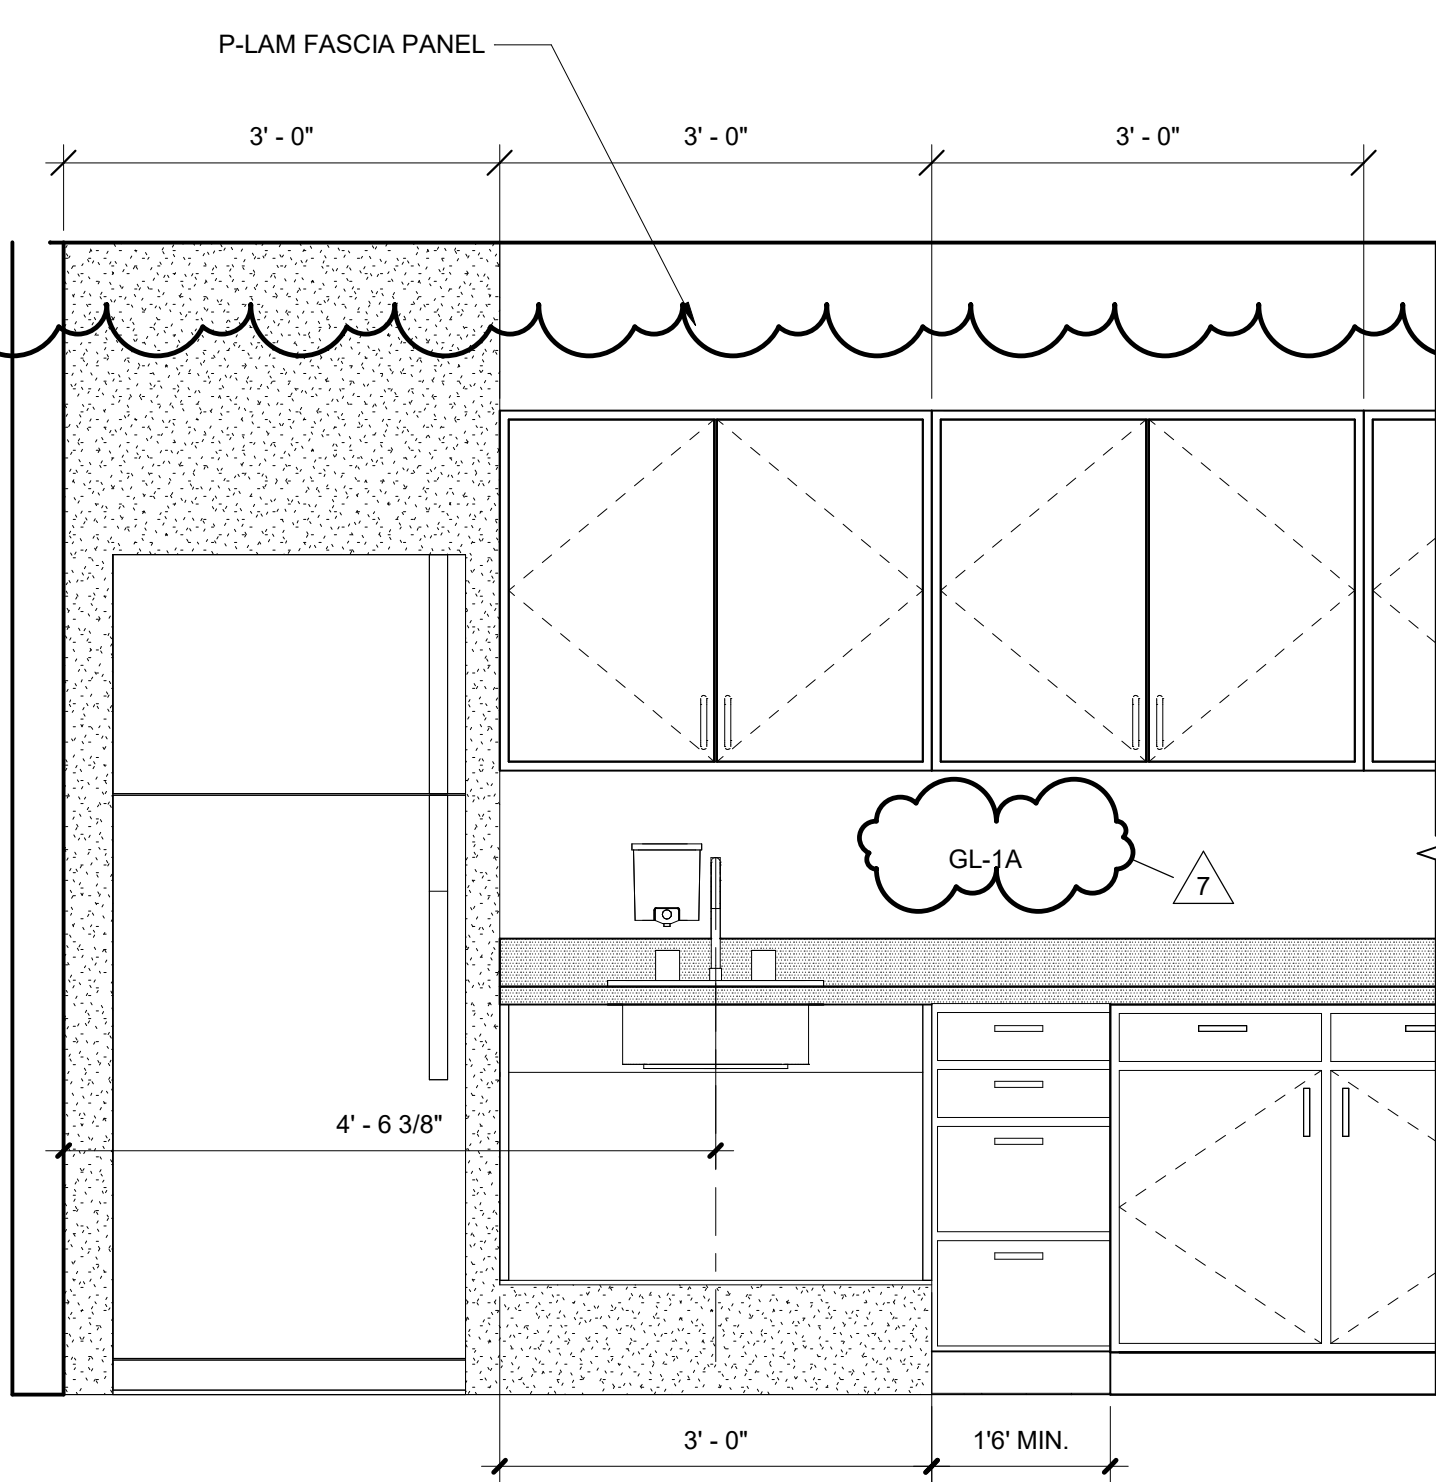 P-LAM FASCIA PANEL
3' - 0"
3' - 0"
3' - 0"
GL-1A
7
4' - 6 3/8"
3' - 0"
1'6' MIN.